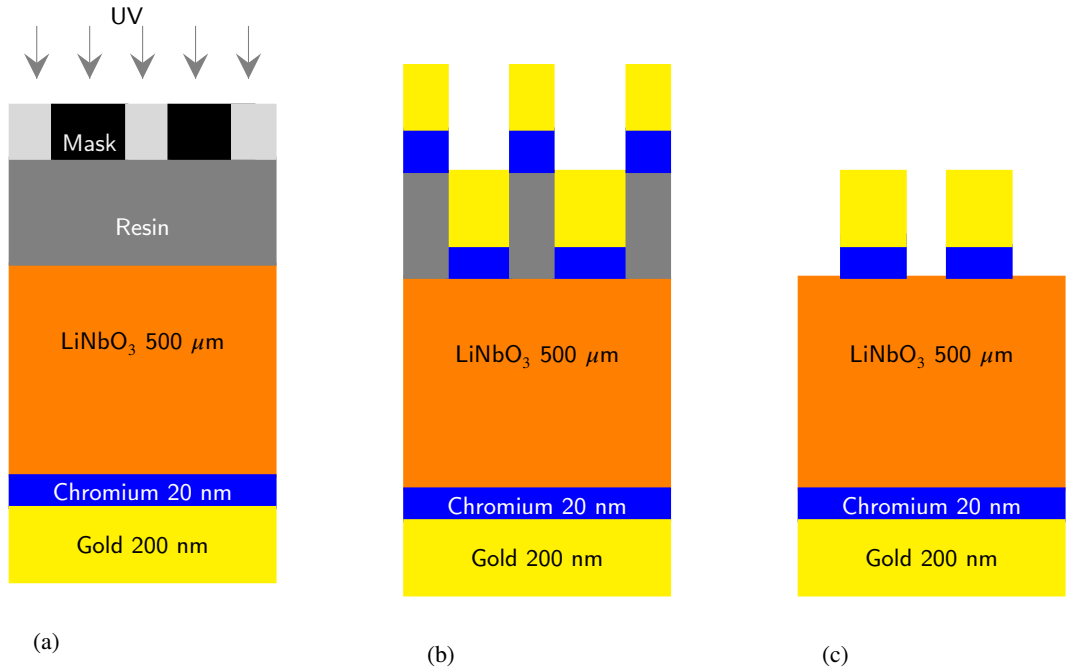 UV
Mask
Resin
LiNbO₃ 500 μm
Chromium 20 nm
Gold 200 nm
(a)
LiNbO₃ 500 μm
Chromium 20 nm
Gold 200 nm
(b)
LiNbO₃ 500 μm
Chromium 20 nm
Gold 200 nm
(c)